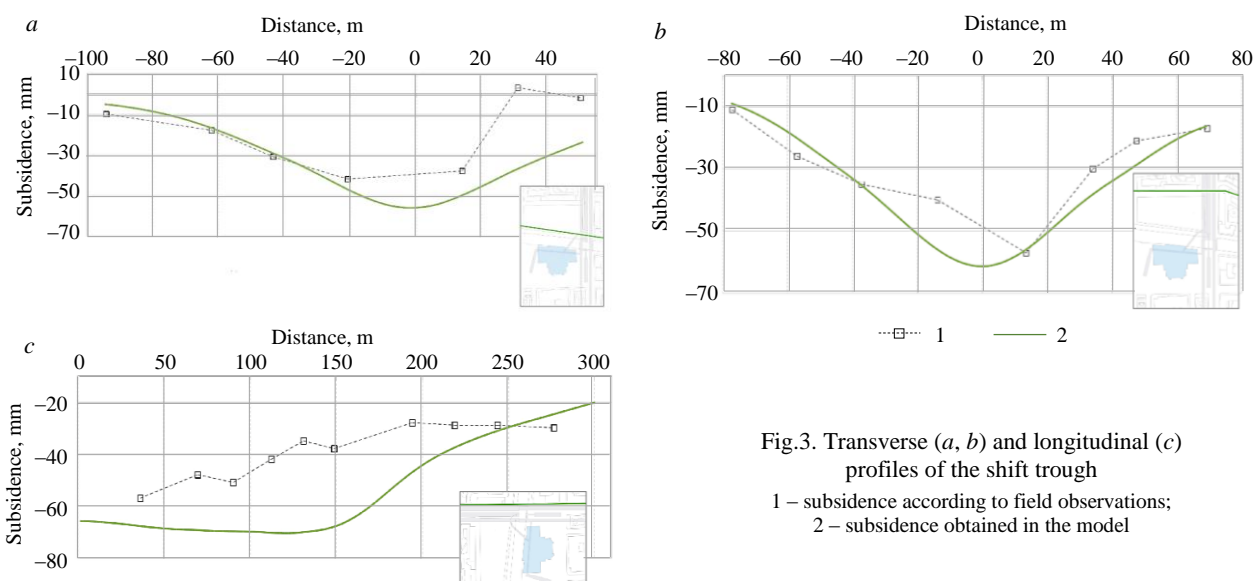 a
Distance, m
−100 −80 −60 −40 −20 0 20 40
Subsidence, mm
10
−10
−30
−50
−70
b
Distance, m
−80 −60 −40 −20 0 20 40 60 80
Subsidence, mm
−10
−30
−50
−70
1 2
c
Distance, m
0 50 100 150 200 250 300
Subsidence, mm
−20
−40
−60
−80
Fig.3. Transverse (a, b) and longitudinal (c)
profiles of the shift trough
1 – subsidence according to field observations;
2 – subsidence obtained in the model